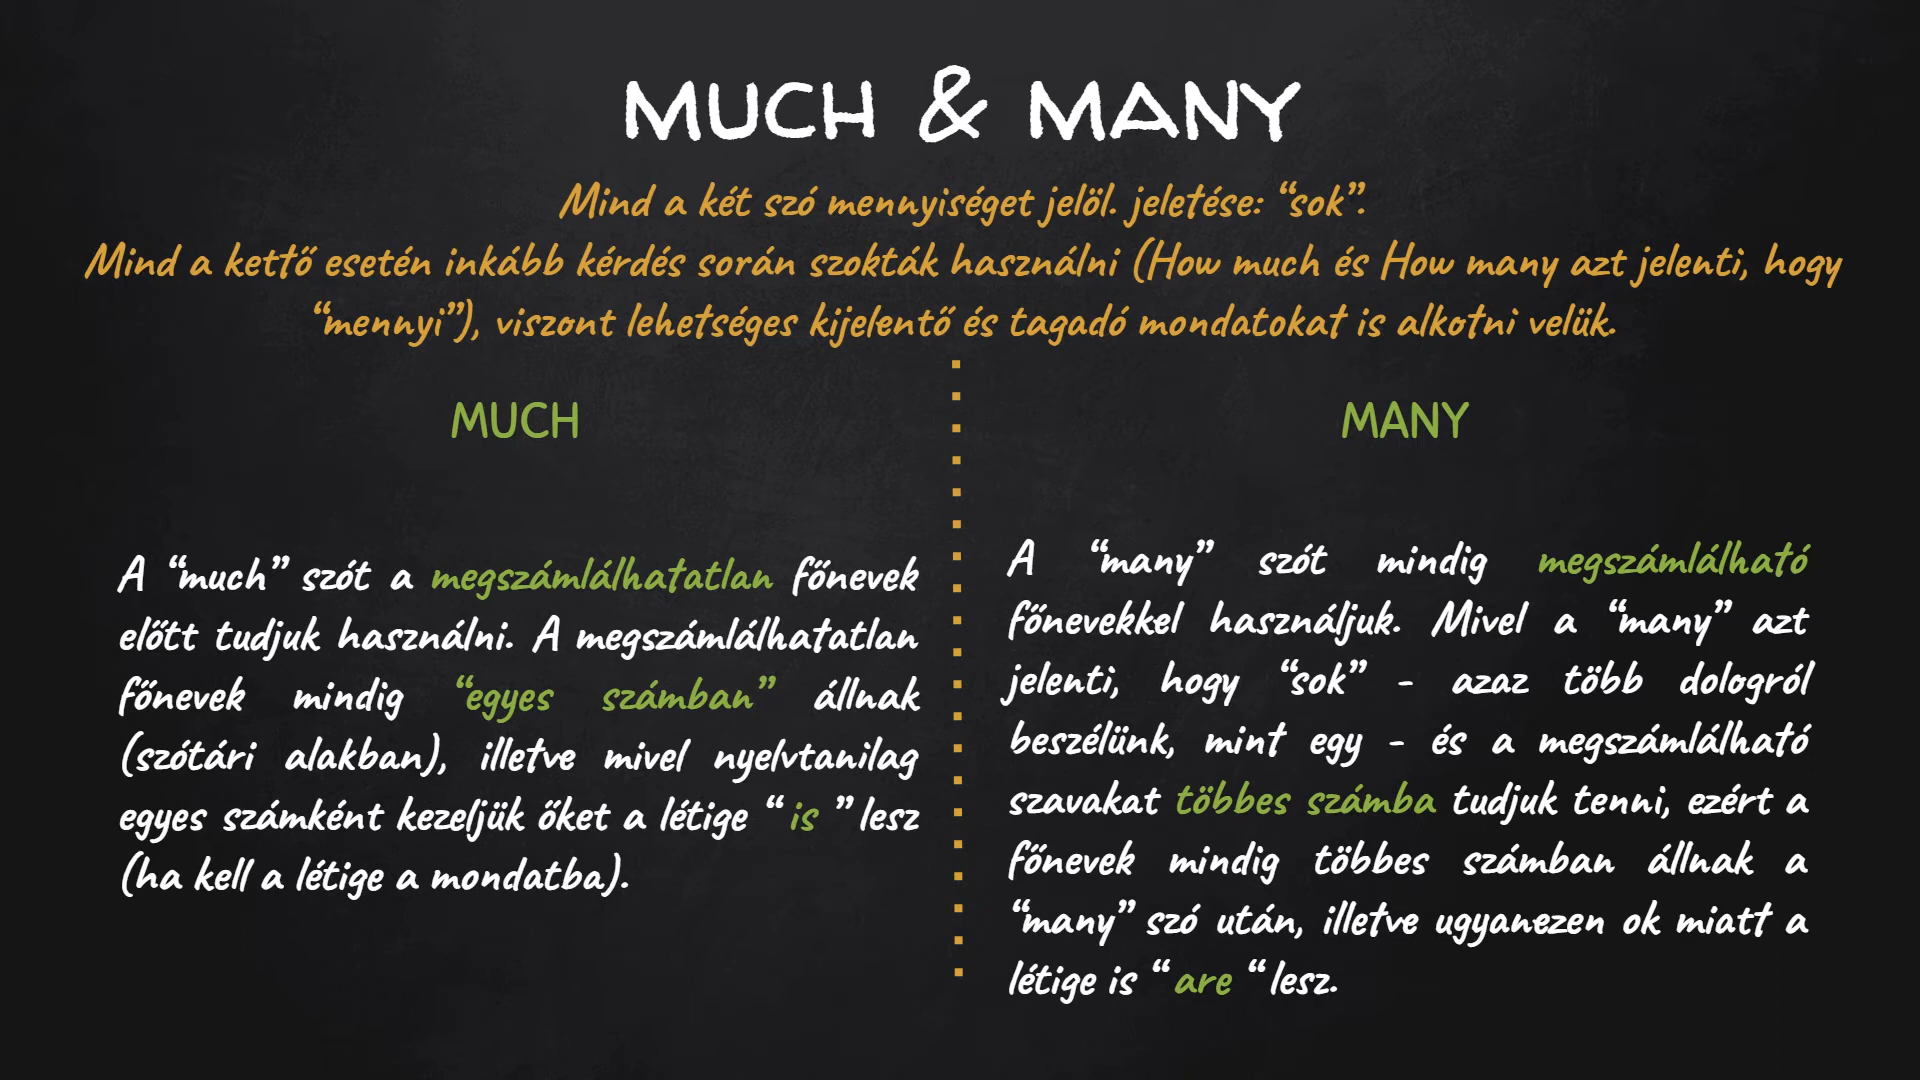 MUCH & MANY
Mind a két szó mennyiséget jelöl. jeletése: “sok”.
Mind a kettő esetén inkább kérdés során szokták használni (How much és How many azt jelenti, hogy
“mennyi”), viszont lehetséges kijelentő és tagadó mondatokat is alkotni velük.
MUCH
A “much” szót a megszámlálhatatlan főnevek
előtt tudjuk használni. A megszámlálhatatlan
főnevek mindig “egyes számban” állnak
(szótári alakban), illetve mivel nyelvtanilag
egyes számként kezeljük őket a létige “ is ” lesz
(ha kell a létige a mondatba).
MANY
A “many” szót mindig megszámlálható
főnevekkel használjuk. Mivel a “many” azt
jelenti, hogy “sok” - azaz több dologról
beszélünk, mint egy - és a megszámlálható
szavakat többes számba tudjuk tenni, ezért a
főnevek mindig többes számban állnak a
“many” szó után, illetve ugyanezen ok miatt a
létige is “ are “ lesz.